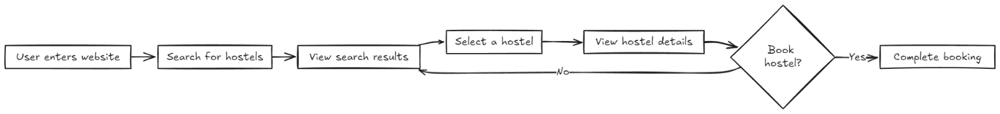 User enters website
Search for hostels
View search results
Select a hostel
View hostel details
Book
hostel?
No
Yes
Complete booking